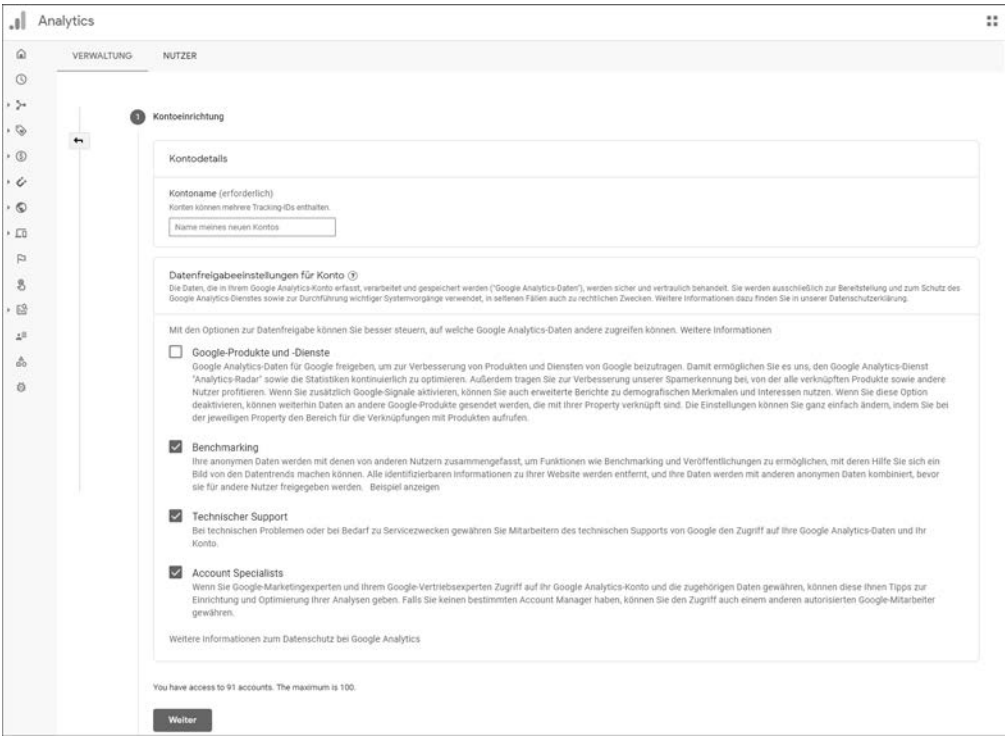 Analytics
VERWALTUNG NUTZER
1 Kontoeinrichtung
Kontodetails
Kontoname (erforderlich)
Konten können mehrere Tracking-IDs enthalten.
Name meines neuen Kontos
Datenfreigabeeinstellungen für Konto ?
Die Daten, die in Ihrem Google Analytics-Konto erfasst, verarbeitet und gespeichert werden ("Google Analytics-Daten"), werden sicher und vertraulich behandelt. Sie werden ausschließlich zur Bereitstellung und zum Schutz des
Google Analytics-Dienstes sowie zur Durchführung wichtiger Systemvorgänge verwendet, in seltenen Fällen auch zu rechtlichen Zwecken. Weitere Informationen dazu finden Sie in unserer Datenschutzerklärung.
Mit den Optionen zur Datenfreigabe können Sie besser steuern, auf welche Google Analytics-Daten andere zugreifen können. Weitere Informationen
Google-Produkte und -Dienste
Google Analytics-Daten für Google freigeben, um zur Verbesserung von Produkten und Diensten von Google beizutragen. Damit ermöglichen Sie es uns, den Google Analytics-Dienst
"Analytics-Radar" sowie die Statistiken kontinuierlich zu optimieren. Außerdem tragen Sie zur Verbesserung unserer Spamerkennung bei, von der alle verknüpften Produkte sowie andere
Nutzer profitieren. Wenn Sie zusätzlich Google-Signale aktivieren, können Sie auch erweiterte Berichte zu demografischen Merkmalen und Interessen nutzen. Wenn Sie diese Option
deaktivieren, können weiterhin Daten an andere Google-Produkte gesendet werden, die mit Ihrer Property verknüpft sind. Die Einstellungen können Sie ganz einfach ändern, indem Sie bei
der jeweiligen Property den Bereich für die Verknüpfungen mit Produkten aufrufen.
Benchmarking
Ihre anonymen Daten werden mit denen von anderen Nutzern zusammengefasst, um Funktionen wie Benchmarking und Veröffentlichungen zu ermöglichen, mit deren Hilfe Sie sich ein
Bild von den Datentrends machen können. Alle identifizierbaren Informationen zu Ihrer Website werden entfernt, und Ihre Daten werden mit anderen anonymen Daten kombiniert, bevor
sie für andere Nutzer freigegeben werden. Beispiel anzeigen
Technischer Support
Bei technischen Problemen oder bei Bedarf zu Servicezwecken gewähren Sie Mitarbeitern des technischen Supports von Google den Zugriff auf Ihre Google Analytics-Daten und Ihr
Konto.
Account Specialists
Wenn Sie Google-Marketingexperten und Ihrem Google-Vertriebsexperten Zugriff auf Ihr Google Analytics-Konto und die zugehörigen Daten gewähren, können diese Ihnen Tipps zur
Einrichtung und Optimierung Ihrer Analysen geben. Falls Sie keinen bestimmten Account Manager haben, können Sie den Zugriff auch einem anderen autorisierten Google-Mitarbeiter
gewähren.
Weitere Informationen zum Datenschutz bei Google Analytics
You have access to 91 accounts. The maximum is 100.
Weiter